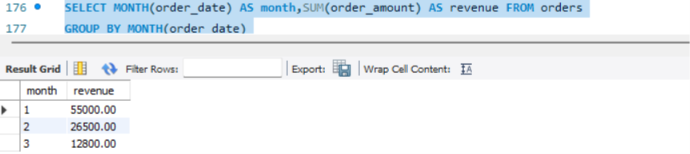 176 SELECT MONTH(order_date) AS month,SUM(order_amount) AS revenue FROM orders
177 GROUP BY MONTH(order_date)
Result Grid Filter Rows: Export: Wrap Cell Content: IA
month revenue
1 55000.00
2 26500.00
3 12800.00